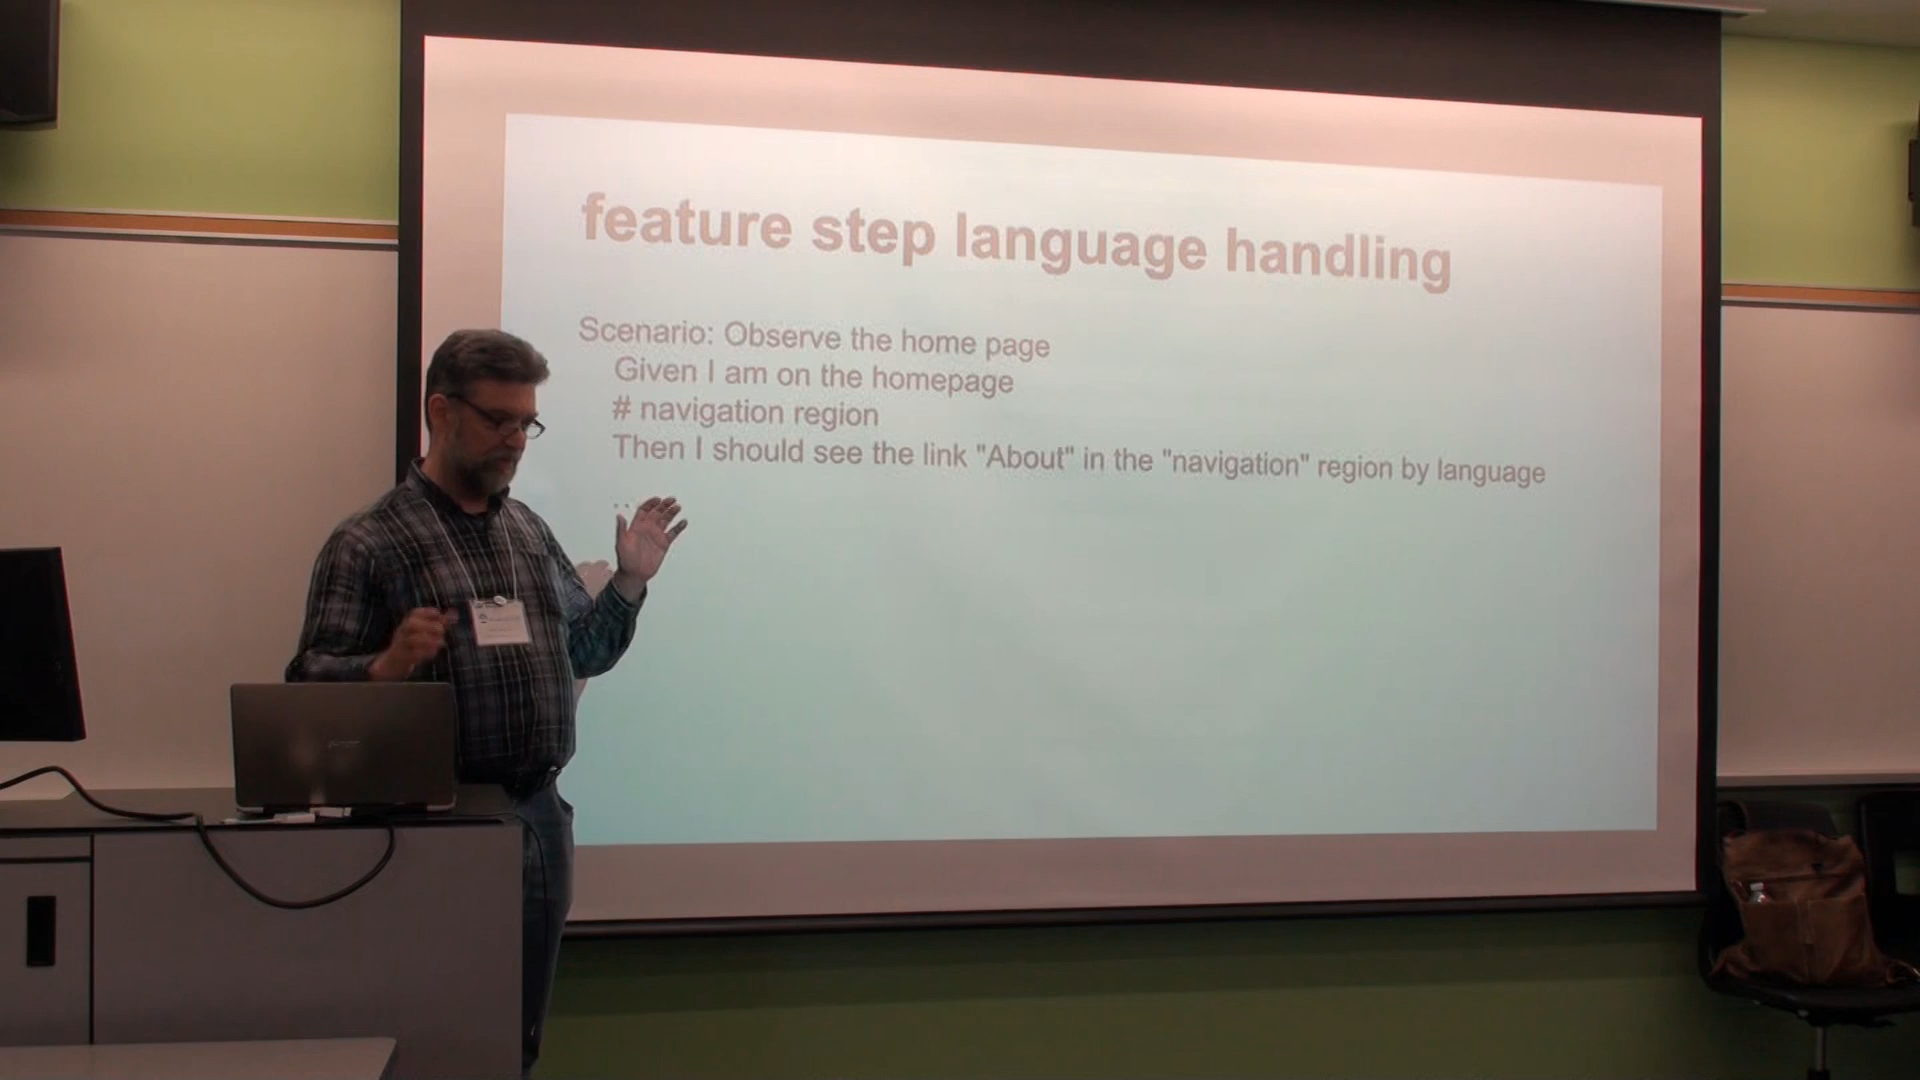 feature step language handling
Scenario: Observe the home page
Given I am on the homepage
# navigation region
Then I should see the link "About" in the "navigation" region by language
...